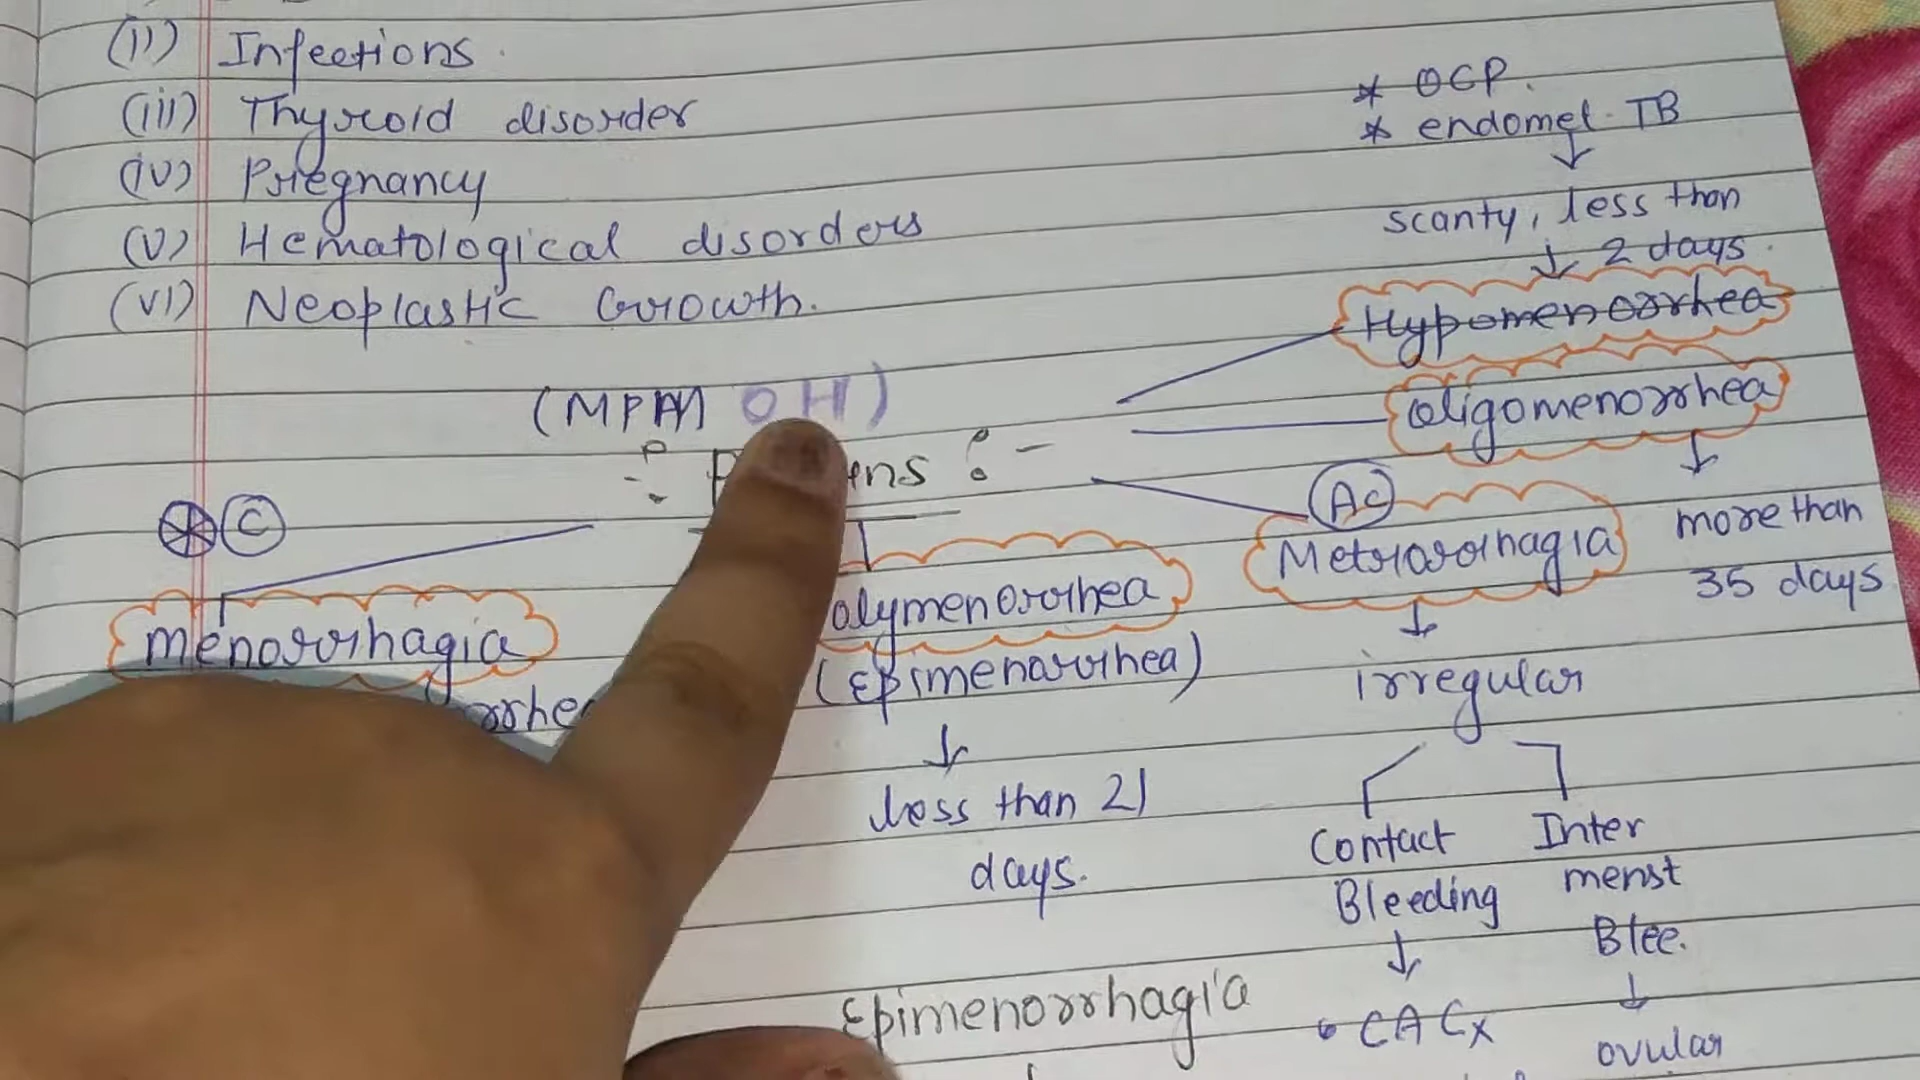 (ii) Infections.
(iii) Thyroid disorder
(iv) Pregnancy
(v) Hematological disorders
(vi) Neoplastic Growth.
* OCP.
* endomet. TB
↓
scanty, less than
↓ 2 days.
Hypomenorrhea
Oligomenorrhea
↓
more than
35 days
(MPM OH)
C
menorrhagia
Polymenorrhea
(Epimenorrhea)
↓
less than 21
days.
Epimenorrhagia
Ac
Metrorrhagia
↓
irregular
Contact
Bleeding
↓
• CA Cx
Inter
menst
Blee.
↓
ovular